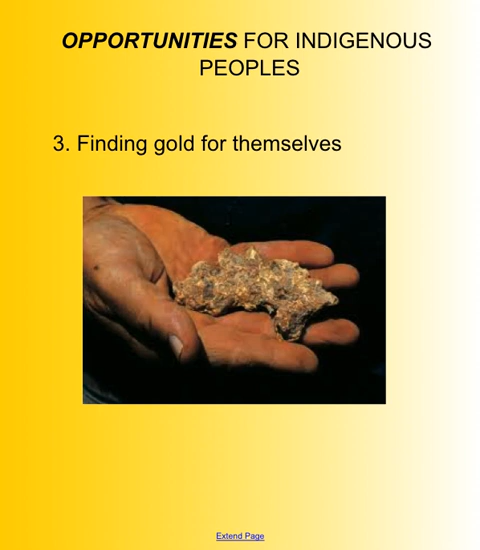 OPPORTUNITIES FOR INDIGENOUS
PEOPLES
3. Finding gold for themselves
Extend Page